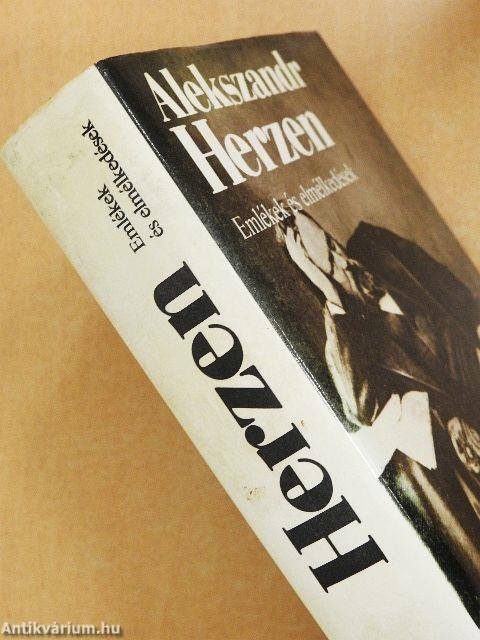 Alekszandr
Herzen
Emlékek és elmélkedések
Emlékek
és elmélkedések
Herzen
Antikvárium.hu